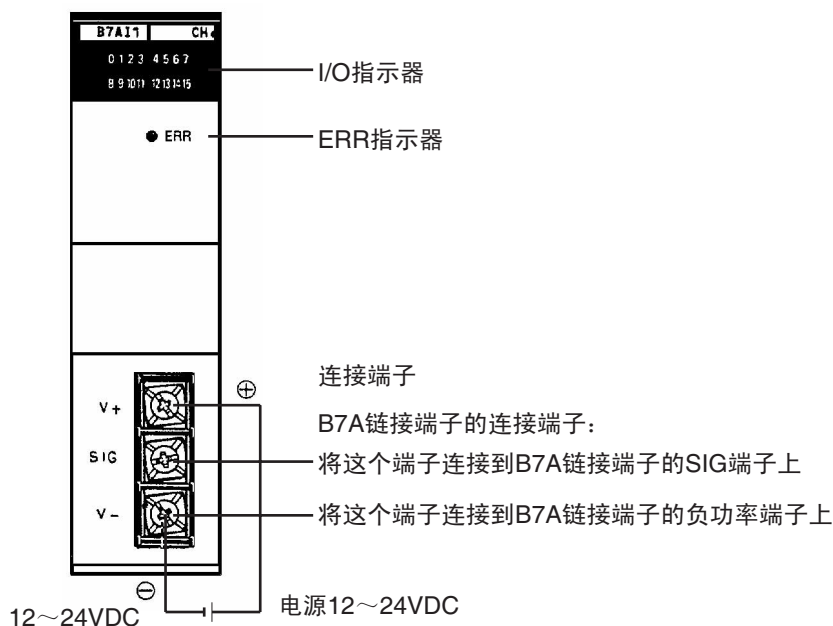 B7AI1 CH
0 1 2 3 4 5 6 7
8 9 10 11 12 13 14 15
I/O指示器
ERR
ERR指示器
连接端子
V+
B7A链接端子的连接端子：
SIG
将这个端子连接到B7A链接端子的SIG端子上
V-
将这个端子连接到B7A链接端子的负功率端子上
12～24VDC
电源12～24VDC